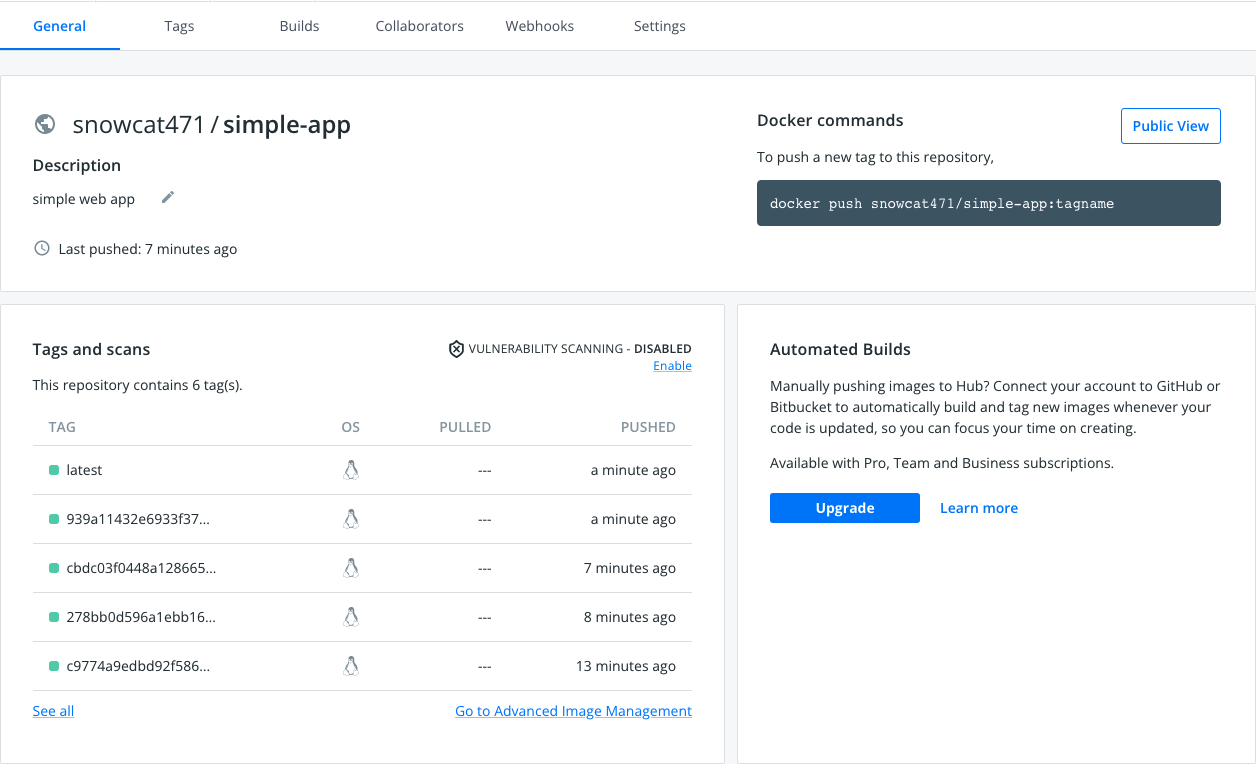 General Tags Builds Collaborators Webhooks Settings
snowcat471 / simple-app
Description
simple web app
Last pushed: 7 minutes ago
Docker commands
Public View
To push a new tag to this repository,
docker push snowcat471/simple-app:tagname
Tags and scans
VULNERABILITY SCANNING - DISABLED
Enable
This repository contains 6 tag(s).
TAG OS PULLED PUSHED
latest --- a minute ago
939a11432e6933f37... --- a minute ago
cbdc03f0448a128665... --- 7 minutes ago
278bb0d596a1ebb16... --- 8 minutes ago
c9774a9edbd92f586... --- 13 minutes ago
See all
Go to Advanced Image Management
Automated Builds
Manually pushing images to Hub? Connect your account to GitHub or
Bitbucket to automatically build and tag new images whenever your
code is updated, so you can focus your time on creating.
Available with Pro, Team and Business subscriptions.
Upgrade
Learn more